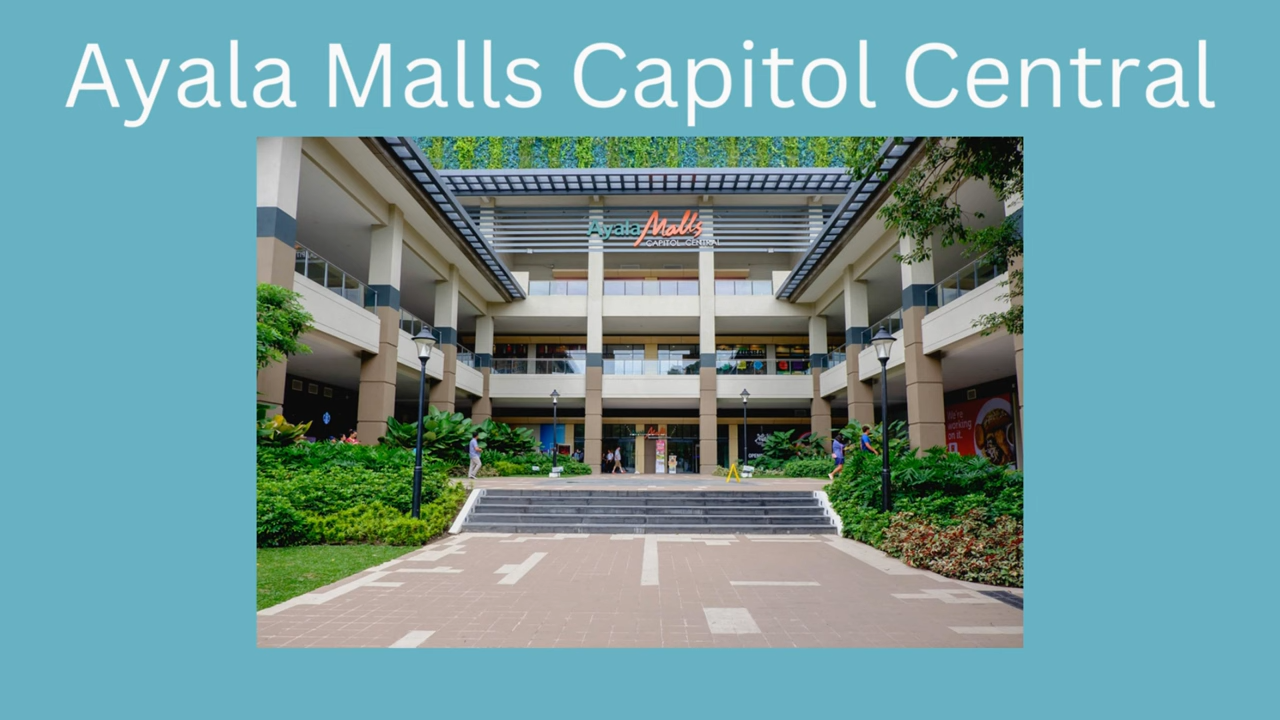 Ayala Malls Capitol Central
Ayala Malls
CAPITOL CENTRAL
We're
working
on it.